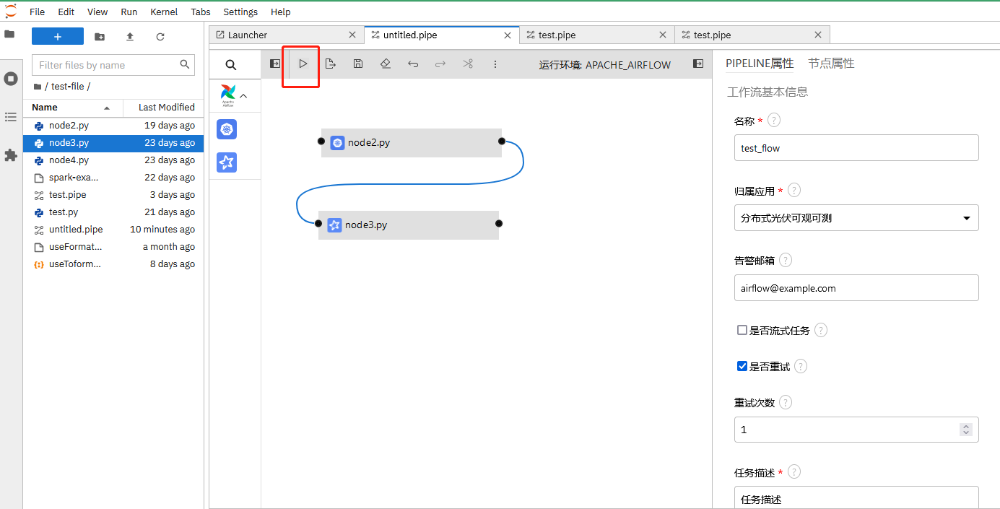 File Edit View Run Kernel Tabs Settings Help
Launcher
untitled.pipe
test.pipe
test.pipe
Filter files by name
/ test-file /
Name Last Modified
node2.py 19 days ago
node3.py 23 days ago
node4.py 23 days ago
spark-exa... 22 days ago
test.pipe 3 days ago
test.py 21 days ago
untitled.pipe 10 minutes ago
useFormat... a month ago
useToform... 8 days ago
Apache
Airflow
运行环境: APACHE_AIRFLOW
node2.py
node3.py
PIPELINE属性 节点属性
工作流基本信息
名称 * ?
test_flow
归属应用 * ?
分布式光伏可观可测
告警邮箱 ?
airflow@example.com
是否流式任务 ?
是否重试 ?
重试次数 ?
1
任务描述 * ?
任务描述